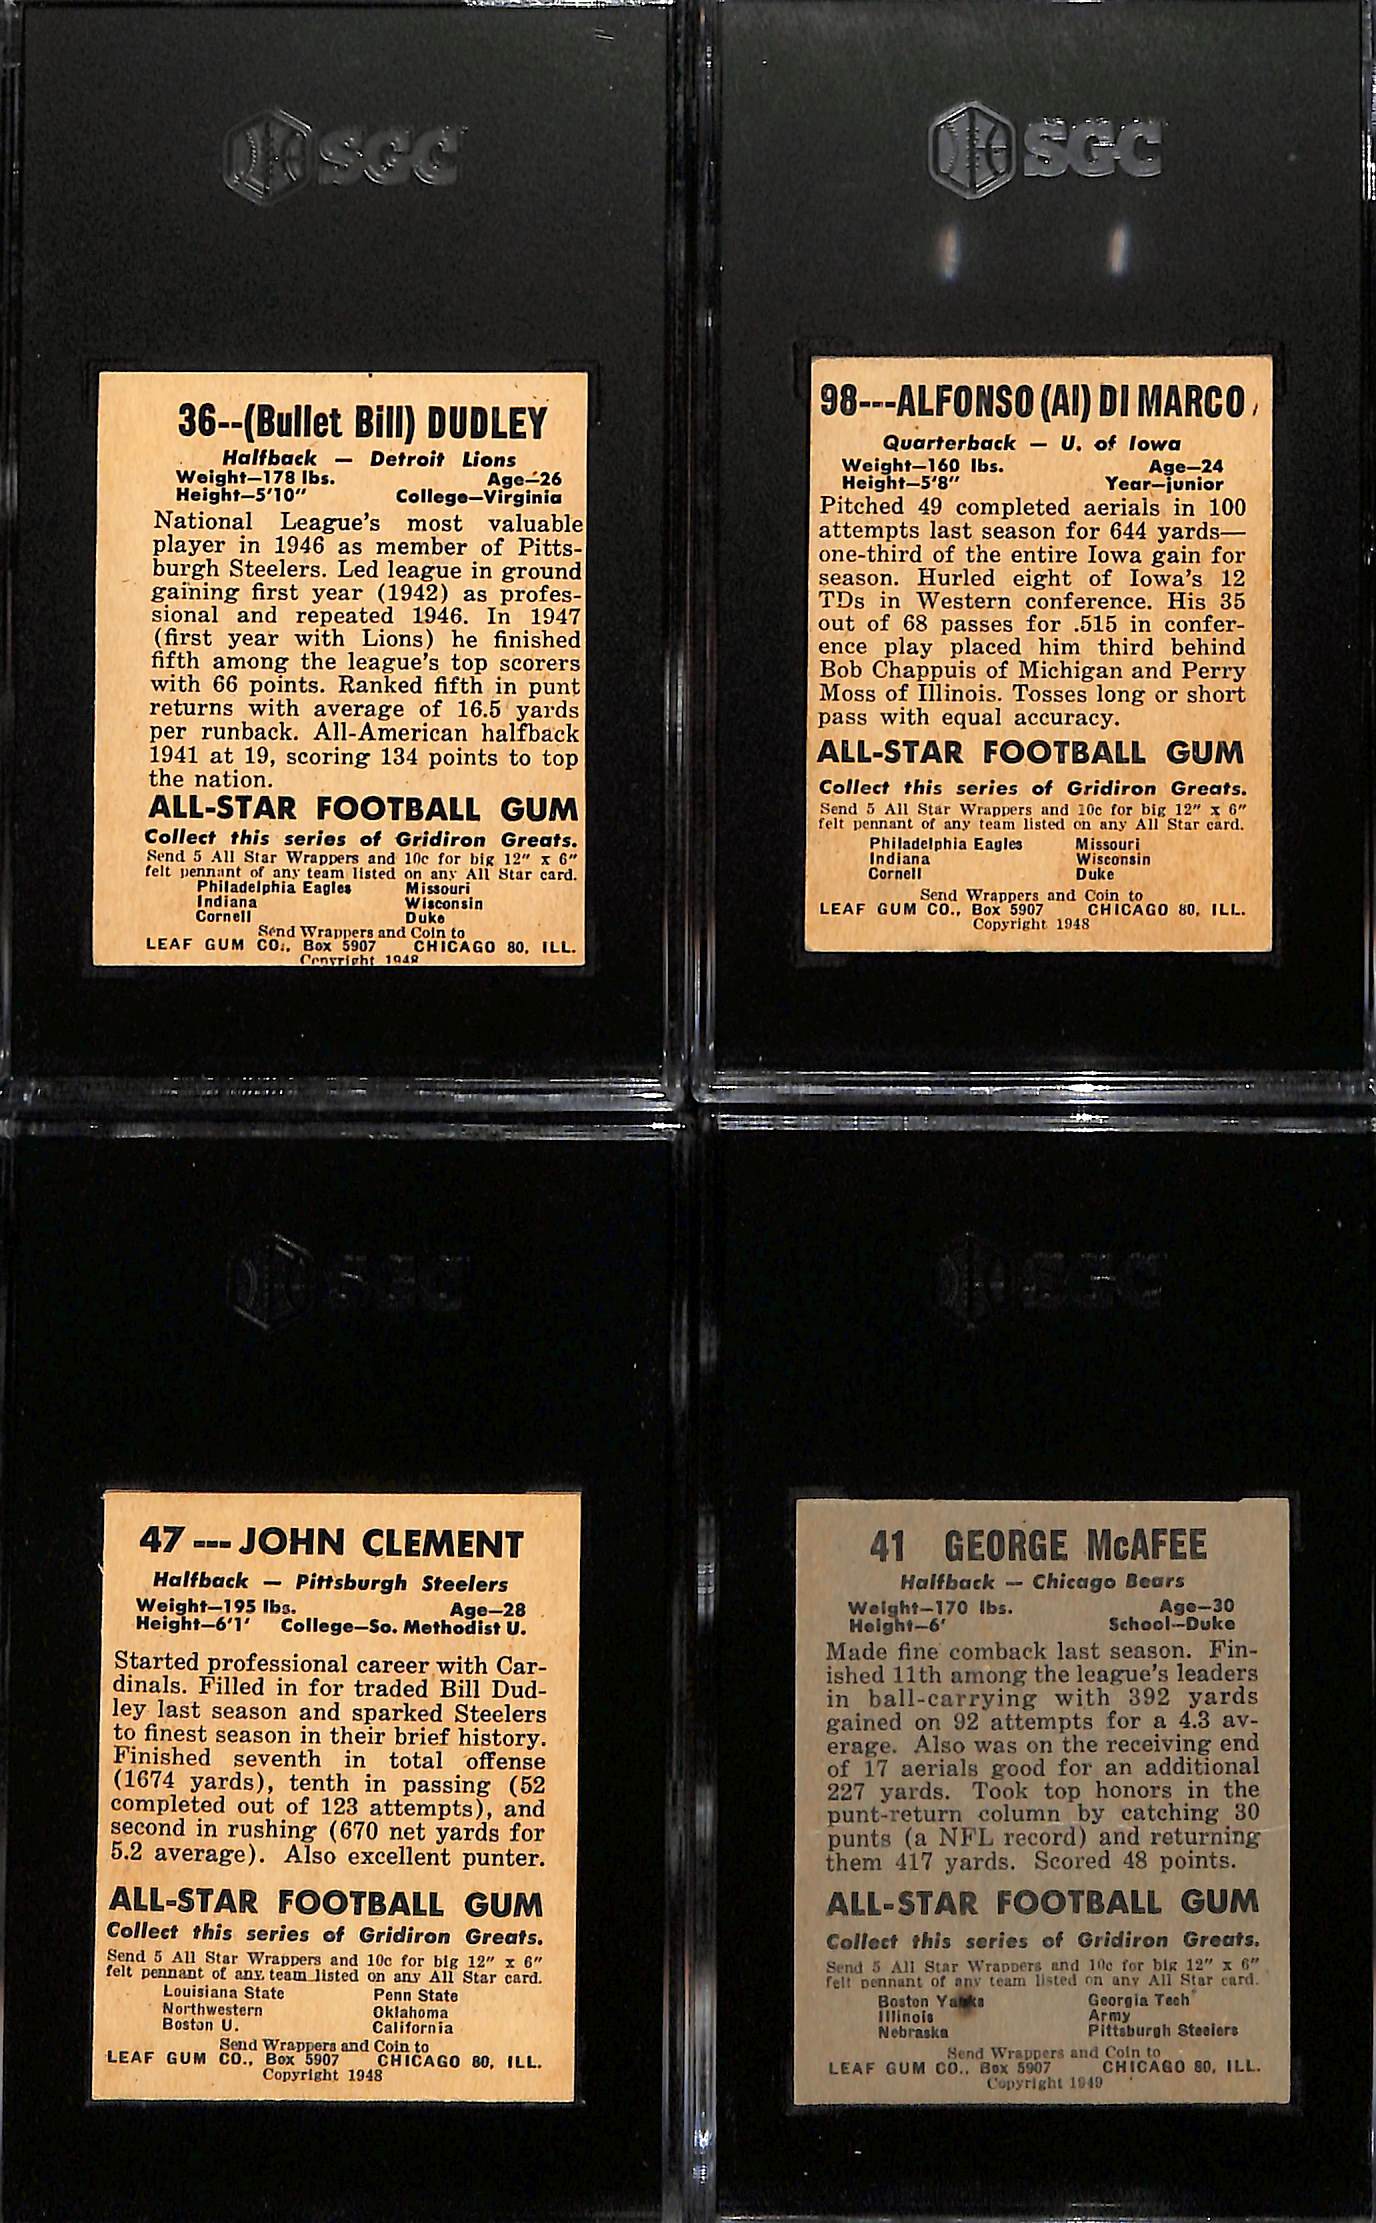 SGC
36--(Bullet Bill) DUDLEY
Halfback — Detroit Lions
Weight—178 lbs. Age—26
Height—5'10" College—Virginia
National League's most valuable
player in 1946 as member of Pitts-
burgh Steelers. Led league in ground
gaining first year (1942) as profes-
sional and repeated 1946. In 1947
(first year with Lions) he finished
fifth among the league's top scorers
with 66 points. Ranked fifth in punt
returns with average of 16.5 yards
per runback. All-American halfback
1941 at 19, scoring 134 points to top
the nation.
ALL-STAR FOOTBALL GUM
Collect this series of Gridiron Greats.
Send 5 All Star Wrappers and 10c for big 12" x 6"
felt pennant of any team listed on any All Star card.
Philadelphia Eagles Missouri
Indiana Wisconsin
Cornell Duke
Send Wrappers and Coin to
LEAF GUM CO., Box 5907 CHICAGO 80, ILL.
Copyright 1948
SGC
98---ALFONSO (Al) DI MARCO
Quarterback — U. of Iowa
Weight—160 lbs. Age—24
Height—5'8" Year—junior
Pitched 49 completed aerials in 100
attempts last season for 644 yards—
one-third of the entire Iowa gain for
season. Hurled eight of Iowa's 12
TDs in Western conference. His 35
out of 68 passes for .515 in confer-
ence play placed him third behind
Bob Chappuis of Michigan and Perry
Moss of Illinois. Tosses long or short
pass with equal accuracy.
ALL-STAR FOOTBALL GUM
Collect this series of Gridiron Greats.
Send 5 All Star Wrappers and 10c for big 12" x 6"
felt pennant of any team listed on any All Star card.
Philadelphia Eagles Missouri
Indiana Wisconsin
Cornell Duke
Send Wrappers and Coin to
LEAF GUM CO., Box 5907 CHICAGO 80, ILL.
Copyright 1948
SGC
47---JOHN CLEMENT
Halfback — Pittsburgh Steelers
Weight—195 lbs. Age—28
Height—6'1' College—So. Methodist U.
Started professional career with Car-
dinals. Filled in for traded Bill Dud-
ley last season and sparked Steelers
to finest season in their brief history.
Finished seventh in total offense
(1674 yards), tenth in passing (52
completed out of 123 attempts), and
second in rushing (670 net yards for
5.2 average). Also excellent punter.
ALL-STAR FOOTBALL GUM
Collect this series of Gridiron Greats.
Send 5 All Star Wrappers and 10c for big 12" x 6"
felt pennant of any team listed on any All Star card.
Louisiana State Penn State
Northwestern Oklahoma
Boston U. California
Send Wrappers and Coin to
LEAF GUM CO., Box 5907 CHICAGO 80, ILL.
Copyright 1948
SGC
41 GEORGE McAFEE
Halfback — Chicago Bears
Weight—170 lbs. Age—30
Height—6' School—Duke
Made fine comback last season. Fin-
ished 11th among the league's leaders
in ball-carrying with 392 yards
gained on 92 attempts for a 4.3 av-
erage. Also was on the receiving end
of 17 aerials good for an additional
227 yards. Took top honors in the
punt-return column by catching 30
punts (a NFL record) and returning
them 417 yards. Scored 48 points.
ALL-STAR FOOTBALL GUM
Collect this series of Gridiron Greats.
Send 5 All Star Wrappers and 10c for big 12" x 6"
felt pennant of any team listed on any All Star card.
Boston Yanks Georgia Tech
Illinois Army
Nebraska Pittsburgh Steelers
Send Wrappers and Coin to
LEAF GUM CO., Box 5907 CHICAGO 80, ILL.
Copyright 1949